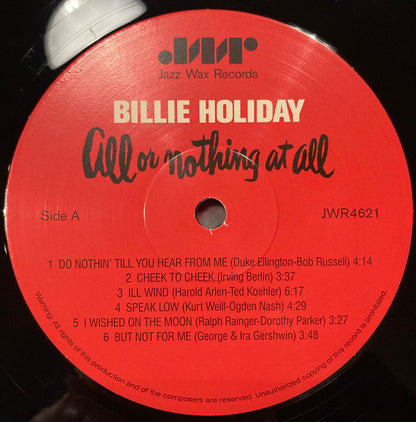 JWR
Jazz Wax Records
BILLIE HOLIDAY
all or nothing at all
Side A
JWR4621
1 DO NOTHIN' TILL YOU HEAR FROM ME (Duke Ellington-Bob Russell) 4:14
2 CHEEK TO CHEEK (Irving Berlin) 3:37
3 ILL WIND (Harold Arlen-Ted Koehler) 6:17
4 SPEAK LOW (Kurt Weill-Ogden Nash) 4:29
5 I WISHED ON THE MOON (Ralph Rainger-Dorothy Parker) 3:27
6 BUT NOT FOR ME (George & Ira Gershwin) 3:48
Warning: All rights of this production and of the composers are reserved. Unauthorized copying of this record is prohibited.